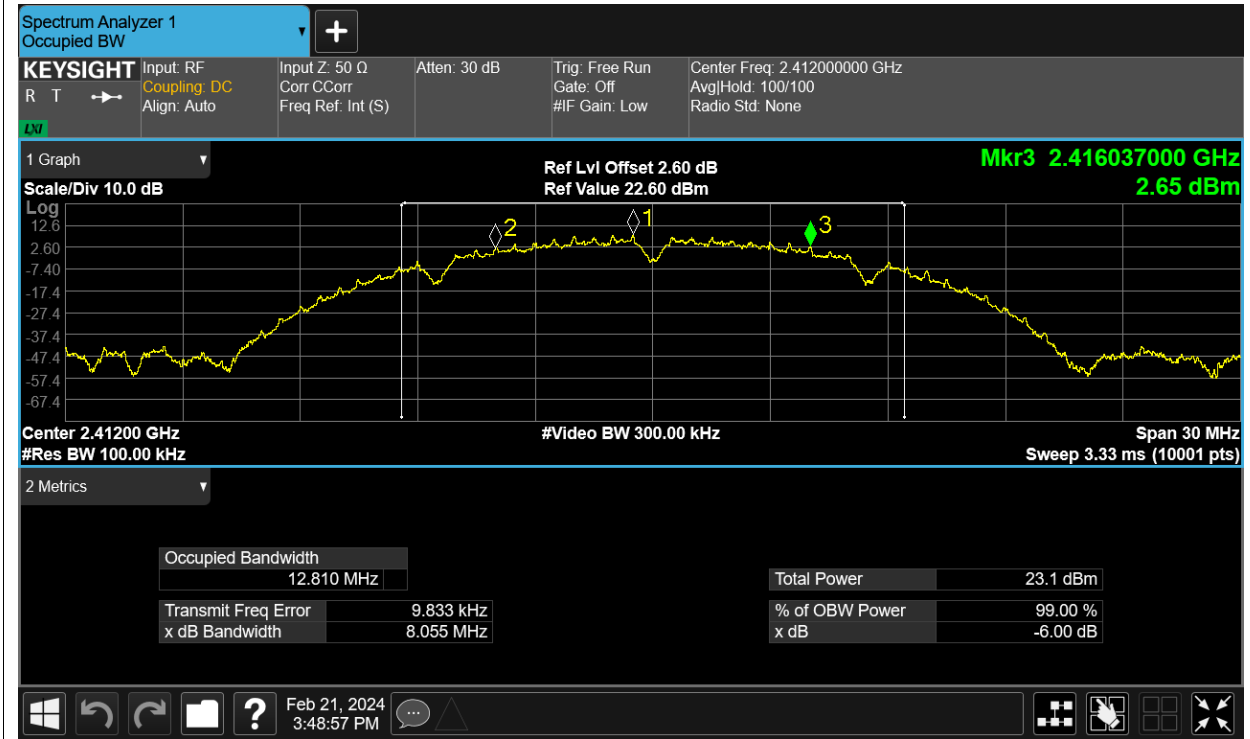 Spectrum Analyzer 1
Occupied BW
KEYSIGHT
R T
LXI
Input: RF
Coupling: DC
Align: Auto
Input Z: 50 Ω
Corr CCorr
Freq Ref: Int (S)
Atten: 30 dB
Trig: Free Run
Gate: Off
#IF Gain: Low
Center Freq: 2.412000000 GHz
Avg|Hold: 100/100
Radio Std: None
1 Graph
Scale/Div 10.0 dB
Ref Lvl Offset 2.60 dB
Ref Value 22.60 dBm
Mkr3 2.416037000 GHz
2.65 dBm
Log
12.6
2.60
-7.40
-17.4
-27.4
-37.4
-47.4
-57.4
-67.4
2
1
3
Center 2.41200 GHz
#Res BW 100.00 kHz
#Video BW 300.00 kHz
Span 30 MHz
Sweep 3.33 ms (10001 pts)
2 Metrics
Occupied Bandwidth
12.810 MHz
Transmit Freq Error 9.833 kHz
x dB Bandwidth 8.055 MHz
Total Power 23.1 dBm
% of OBW Power 99.00 %
x dB -6.00 dB
?
Feb 21, 2024
3:48:57 PM